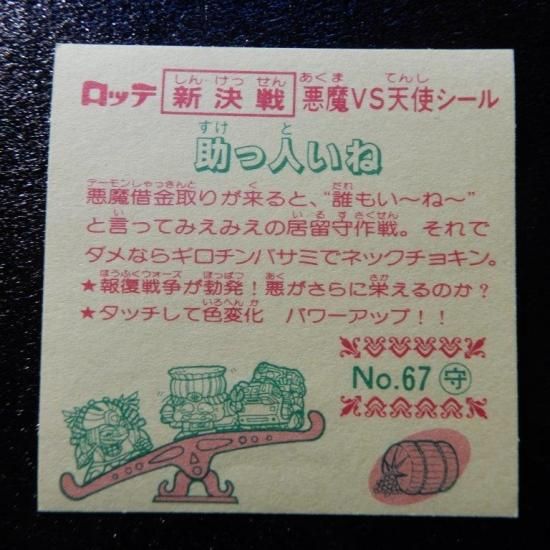 ロッテ 新決戦 悪魔VS天使シール
しん・けっ せん あくま てんし
助っ人いね
すけ と
悪魔借金取りが来ると、“誰もい〜ね〜”
デーモンしゃっきんと く だれ
と言ってみえみえの居留守作戦。それで
い いるすさくせん
ダメならギロチンバサミでネックチョキン。
★報復戦争が勃発！悪がさらに栄えるのか？
ほうふくウォーズ ぼっぱつ あく さか
★タッチして色変化 パワーアップ！！
いろへんか
No.67 守